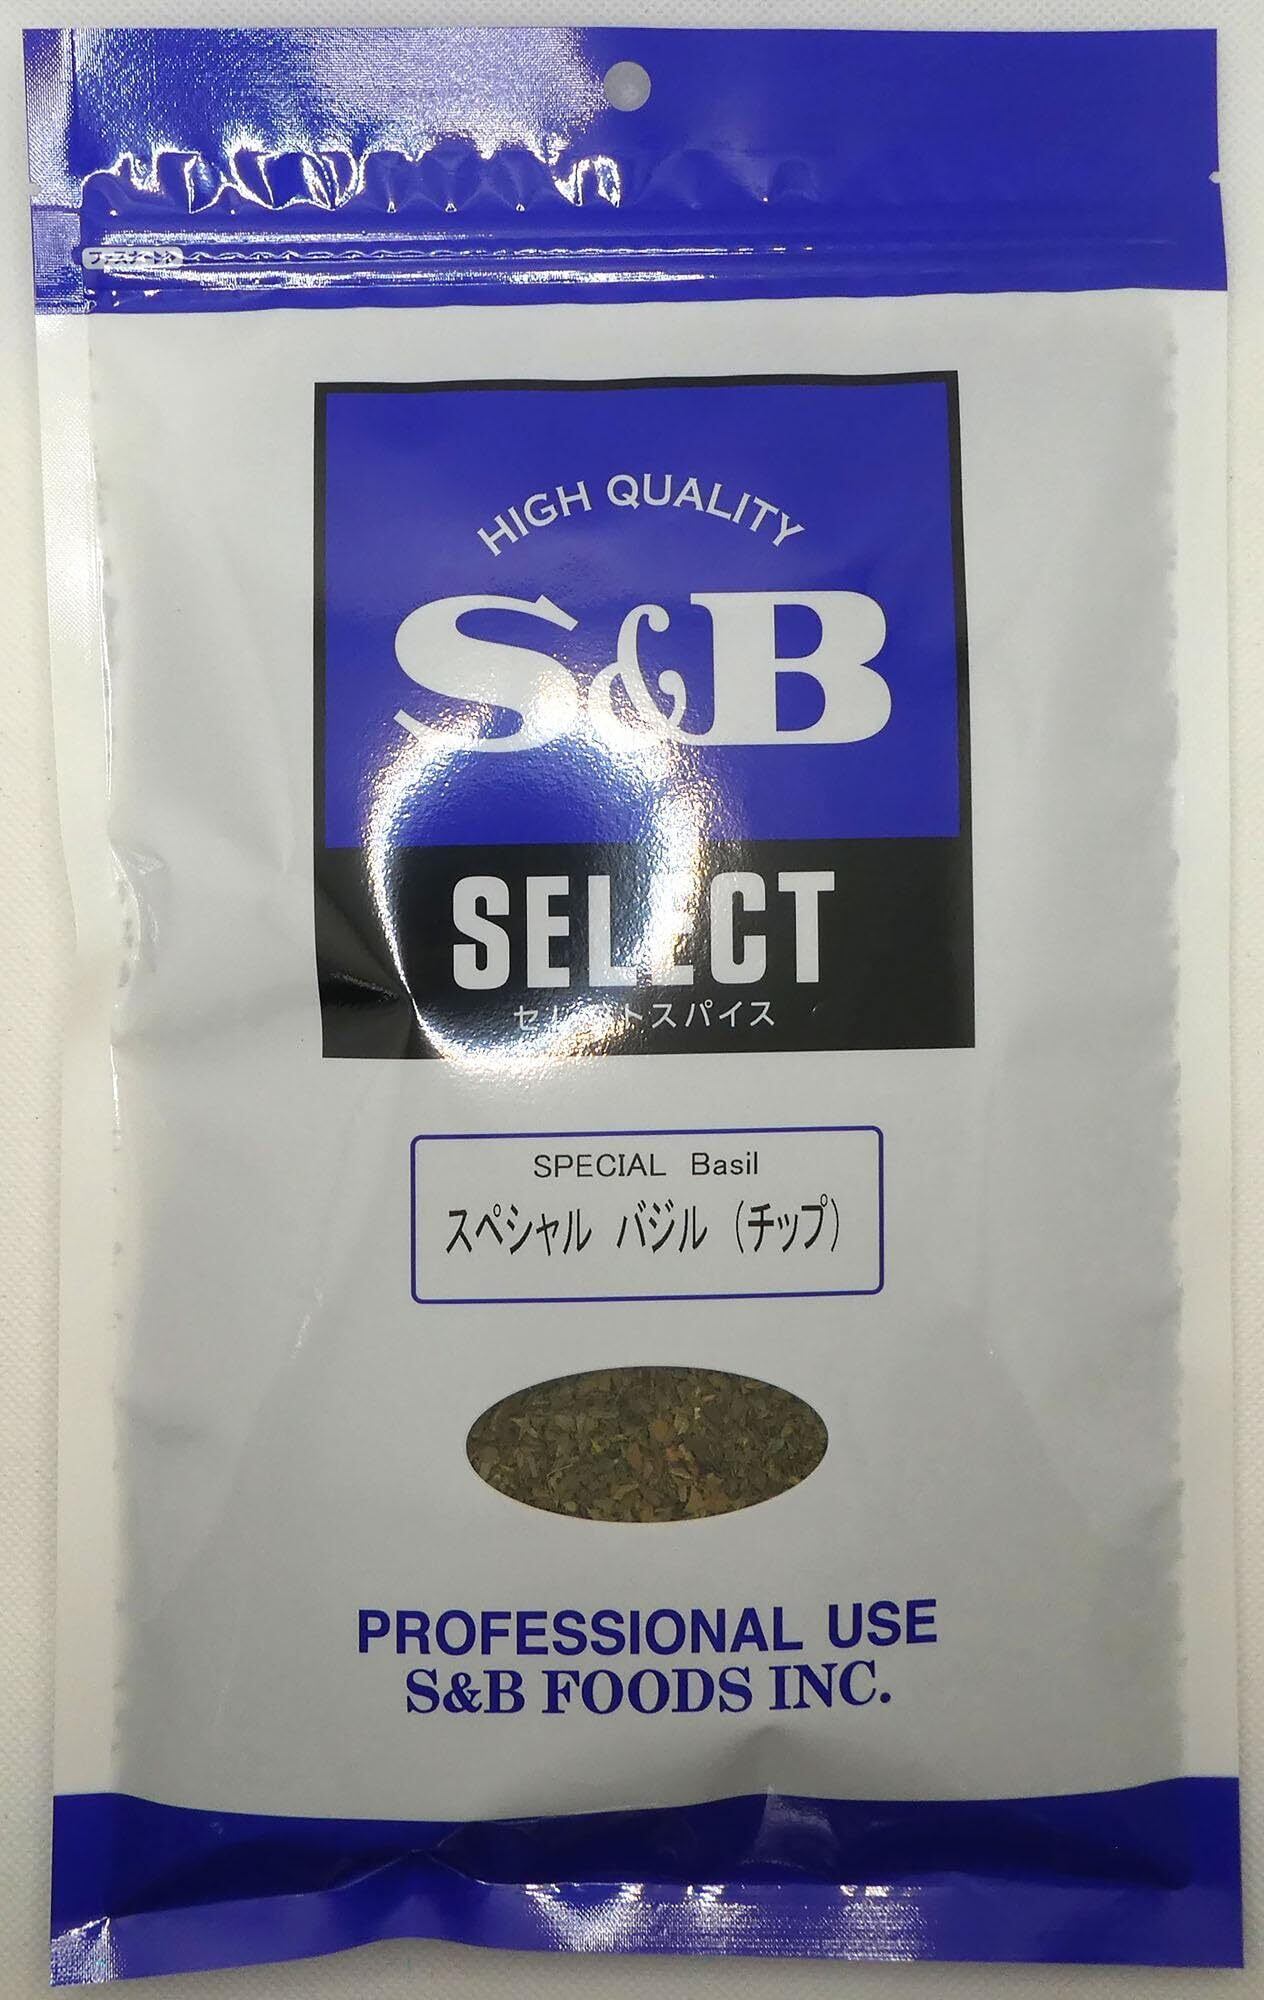 HIGH QUALITY
S&B
SELECT
セレクトスパイス
SPECIAL Basil
スペシャル バジル (チップ)
PROFESSIONAL USE
S&B FOODS INC.